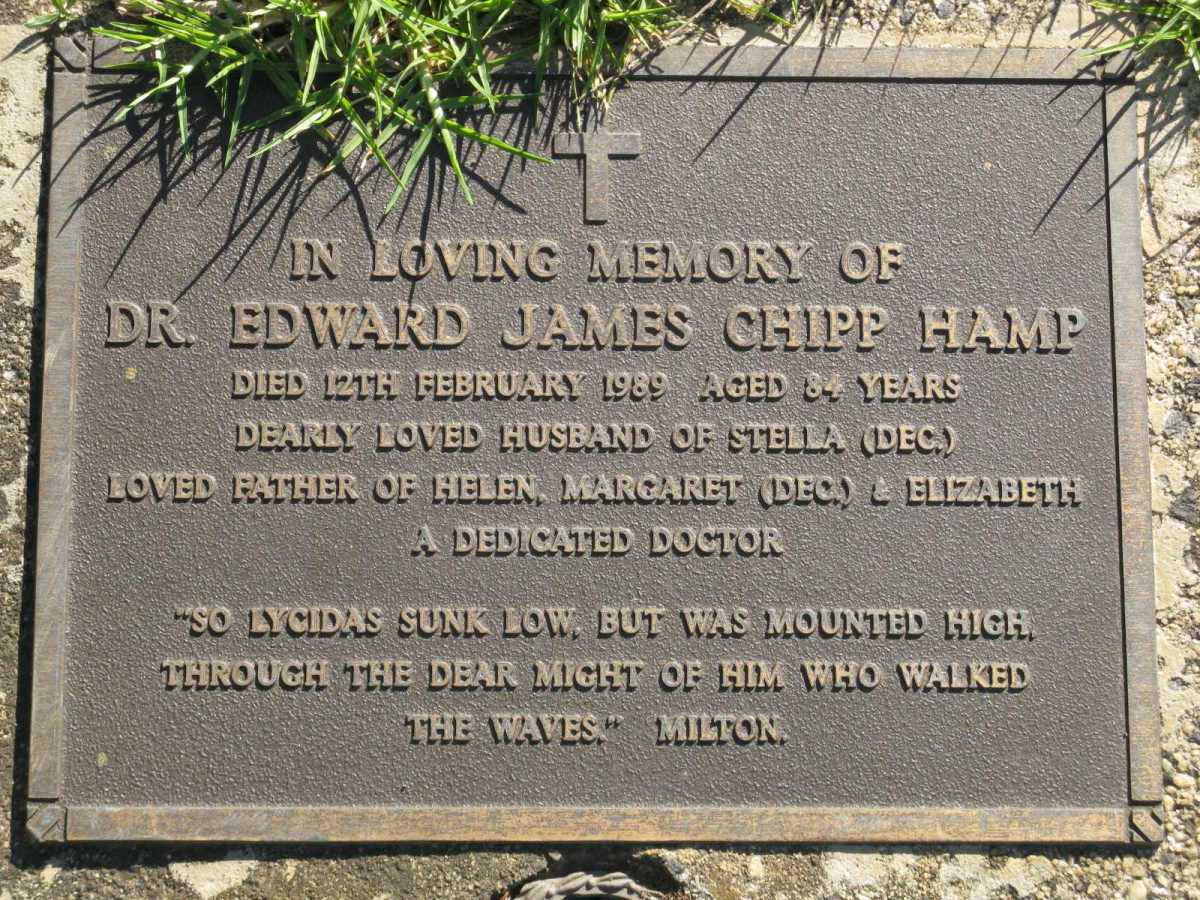 IN LOVING MEMORY OF
DR. EDWARD JAMES CHIPP HAMP
DIED 12TH FEBRUARY 1989 AGED 84 YEARS
DEARLY LOVED HUSBAND OF STELLA (DEC.)
LOVED FATHER OF HELEN, MARGARET (DEC.) & ELIZABETH
A DEDICATED DOCTOR
"SO LYCIDAS SUNK LOW, BUT WAS MOUNTED HIGH,
THROUGH THE DEAR MIGHT OF HIM WHO WALKED
THE WAVES," MILTON.